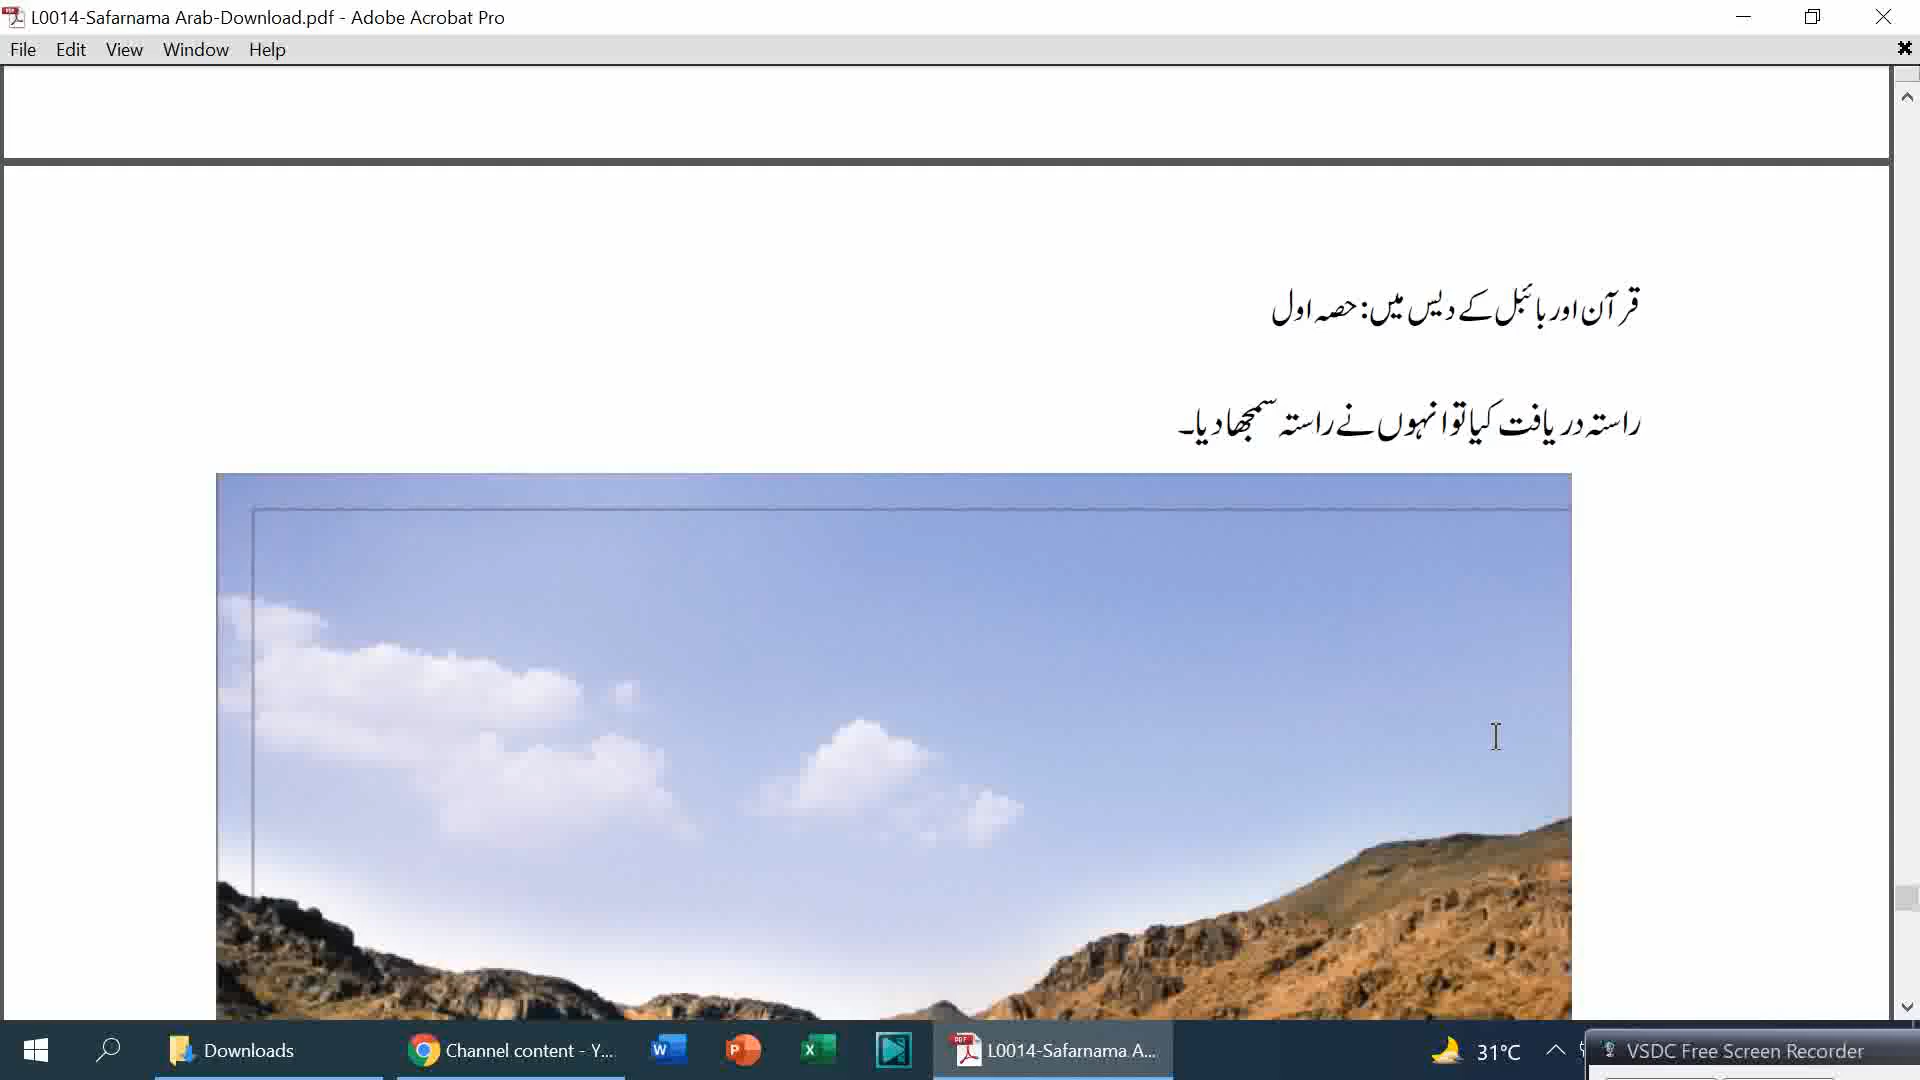 L0014-Safarnama Arab-Download.pdf - Adobe Acrobat Pro
File Edit View Window Help
قرآن اور بائبل کے دیس میں: حصہ اول
راستہ دریافت کیا تو انہوں نے راستہ سمجھا دیا۔
Downloads
Channel content - Y...
L0014-Safarnama A...
31°C
VSDC Free Screen Recorder